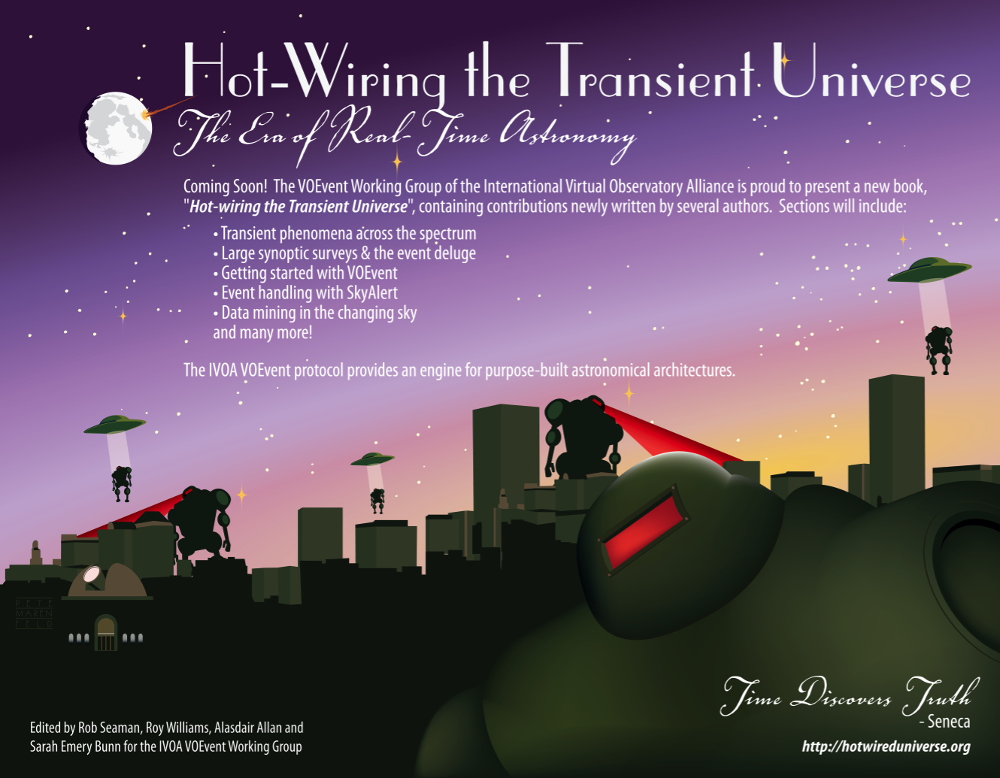 Hot-Wiring the Transient Universe
The Era of Real-Time Astronomy
Coming Soon!  The VOEvent Working Group of the International Virtual Observatory Alliance is proud to present a new book,
"Hot-wiring the Transient Universe", containing contributions newly written by several authors.  Sections will include:
• Transient phenomena across the spectrum
• Large synoptic surveys & the event deluge
• Getting started with VOEvent
• Event handling with SkyAlert
• Data mining in the changing sky
and many more!
The IVOA VOEvent protocol provides an engine for purpose-built astronomical architectures.
PETE
MAREN
FELD
Time Discovers Truth
- Seneca
Edited by Rob Seaman, Roy Williams, Alasdair Allan and
Sarah Emery Bunn for the IVOA VOEvent Working Group
http://hotwireduniverse.org